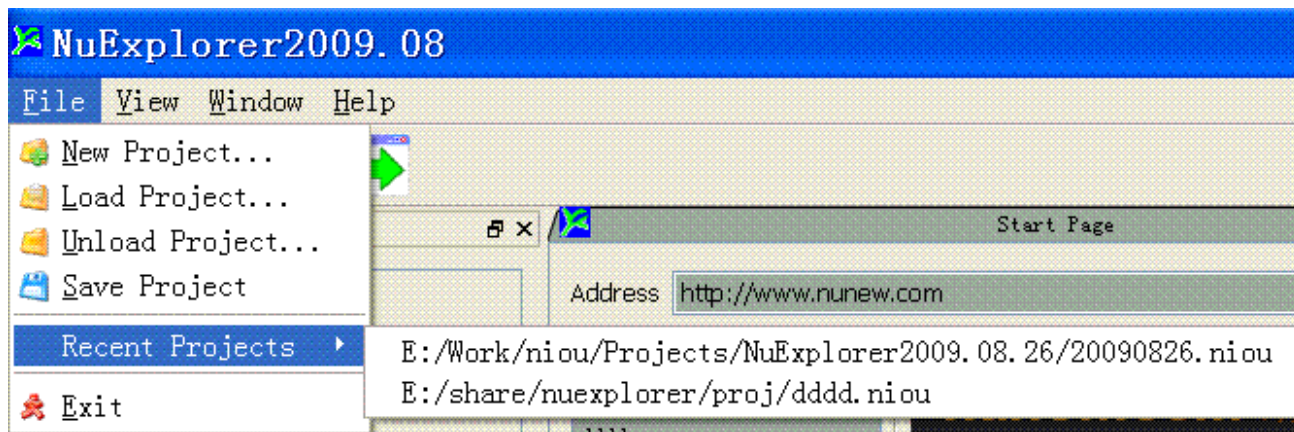 NuExplorer2009.08
File View Window Help
New Project...
Load Project...
Unload Project...
Save Project
Recent Projects
Exit
Start Page
Address http://www.nunew.com
E:/Work/niou/Projects/NuExplorer2009.08.26/20090826.niou
E:/share/nuexplorer/proj/dddd.niou